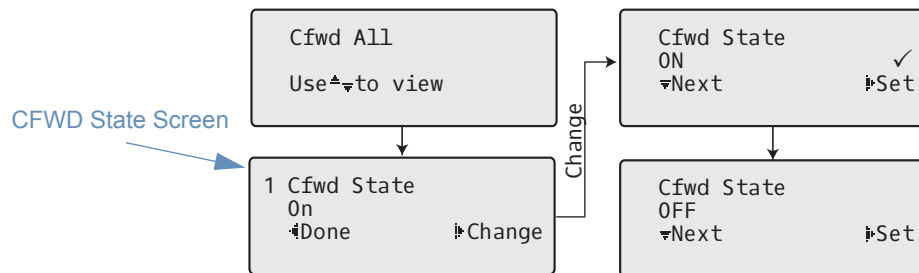 Cfwd All
Use to view
CFWD State Screen
1 Cfwd State
On
Done Change
Change
Cfwd State
ON ✓
Next Set
Cfwd State
OFF
Next Set